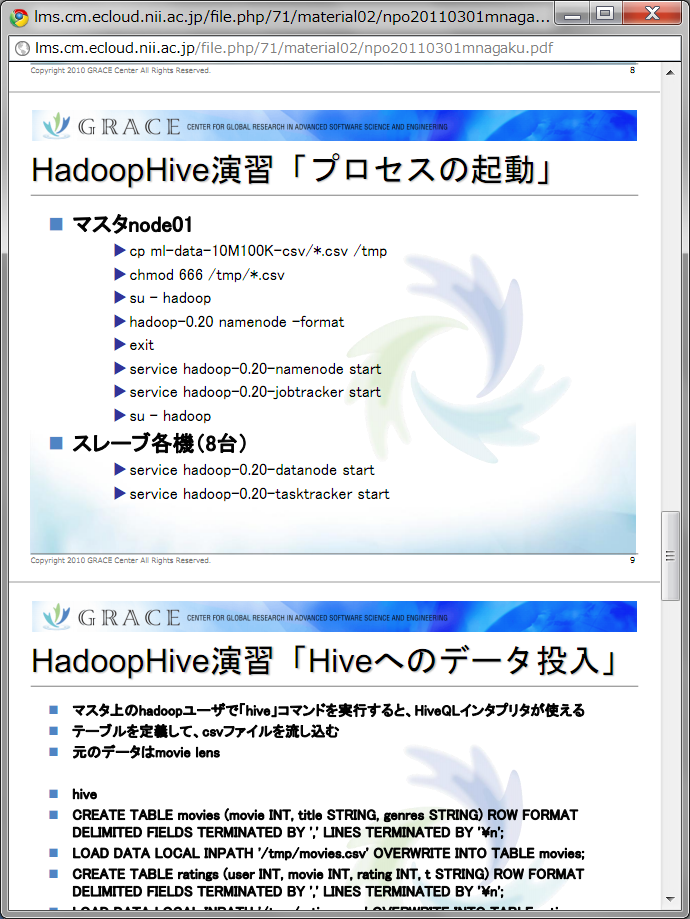 lms.cm.ecloud.nii.ac.jp/file.php/71/material02/npo20110301mnagaku....
lms.cm.ecloud.nii.ac.jp/file.php/71/material02/npo20110301mnagaku.pdf
Copyright 2010 GRACE Center All Rights Reserved. 8
GRACE CENTER FOR GLOBAL RESEARCH IN ADVANCED SOFTWARE SCIENCE AND ENGINEERING
HadoopHive演習「プロセスの起動」
マスタnode01
cp ml-data-10M100K-csv/*.csv /tmp
chmod 666 /tmp/*.csv
su - hadoop
hadoop-0.20 namenode -format
exit
service hadoop-0.20-namenode start
service hadoop-0.20-jobtracker start
su - hadoop
スレーブ各機(8台)
service hadoop-0.20-datanode start
service hadoop-0.20-tasktracker start
Copyright 2010 GRACE Center All Rights Reserved. 9
GRACE CENTER FOR GLOBAL RESEARCH IN ADVANCED SOFTWARE SCIENCE AND ENGINEERING
HadoopHive演習「Hiveへのデータ投入」
マスタ上のhadoopユーザで「hive」コマンドを実行すると、HiveQLインタプリタが使える
テーブルを定義して、csvファイルを流し込む
元のデータはmovie lens
hive
CREATE TABLE movies (movie INT, title STRING, genres STRING) ROW FORMAT
DELIMITED FIELDS TERMINATED BY ',' LINES TERMINATED BY '¥n';
LOAD DATA LOCAL INPATH '/tmp/movies.csv' OVERWRITE INTO TABLE movies;
CREATE TABLE ratings (user INT, movie INT, rating INT, t STRING) ROW FORMAT
DELIMITED FIELDS TERMINATED BY ',' LINES TERMINATED BY '¥n';
LOAD DATA LOCAL INPATH